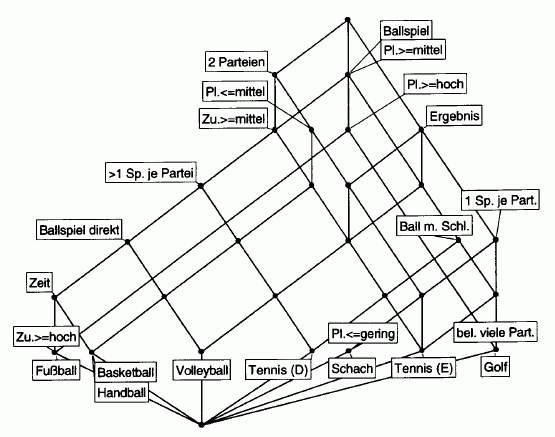 Ballspiel
Pl.>=mittel
2 Parteien
Pl.<=mittel
Pl.>=hoch
Zu.>=mittel
Ergebnis
>1 Sp. je Partei
1 Sp. je Part.
Ballspiel direkt
Ball m. Schl.
Zeit
Zu.>=hoch
Pl.<=gering
bel. viele Part.
Fußball
Basketball
Handball
Volleyball
Tennis (D)
Schach
Tennis (E)
Golf